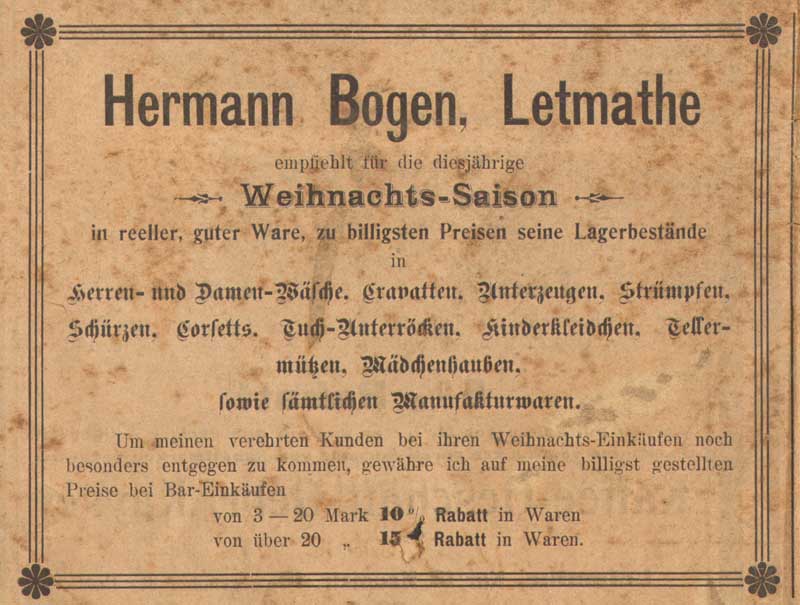 Hermann Bogen, Letmathe
empfiehlt für die diesjährige
Weihnachts-Saison
in reeller, guter Ware, zu billigsten Preisen seine Lagerbestände
in
Herren- und Damen-Wäsche, Cravatten, Unterzeugen, Strümpfen,
Schürzen, Corsetts, Tuch-Unterröcken, Kinderkleidchen, Teller-
mützen, Mädchenhauben,
sowie sämtlichen Manufakturwaren.
Um meinen verehrten Kunden bei ihren Weihnachts-Einkäufen noch
besonders entgegen zu kommen, gewähre ich auf meine billigst gestellten
Preise bei Bar-Einkäufen
von 3 — 20 Mark 10 % Rabatt in Waren
von über 20 „ 15 Rabatt in Waren.